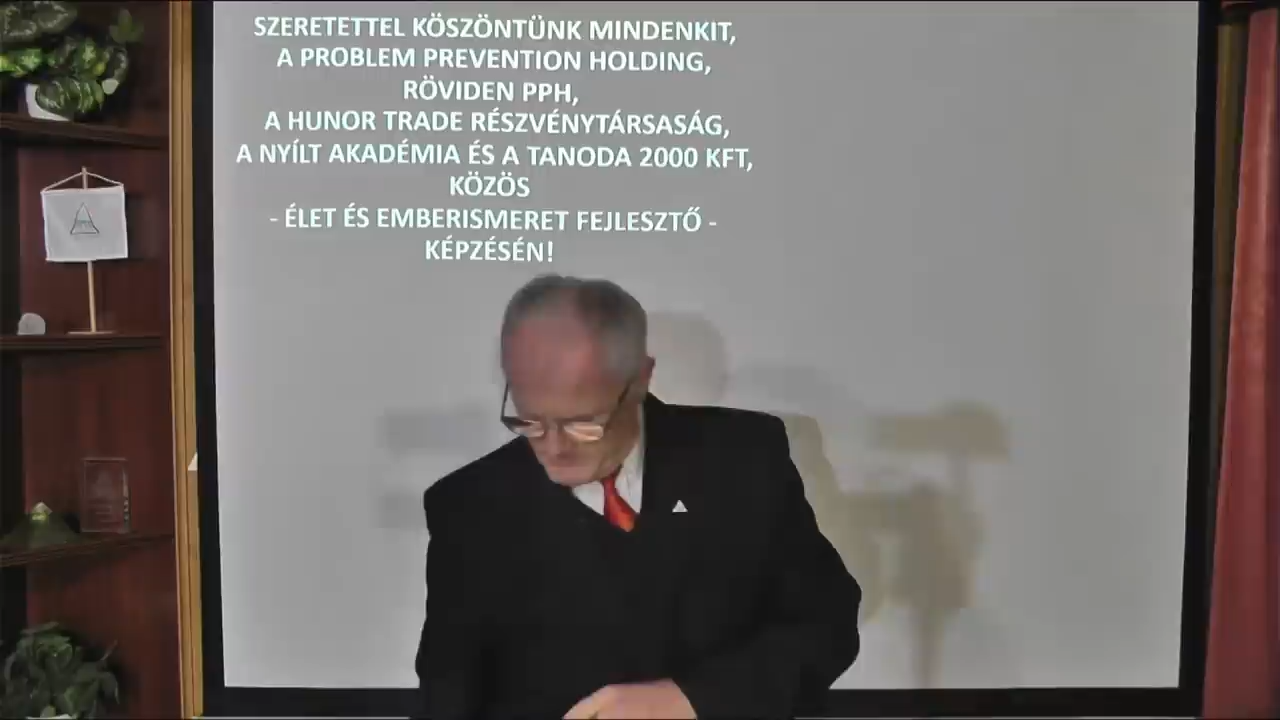 SZERETETTEL KÖSZÖNTÜNK MINDENKIT,
A PROBLEM PREVENTION HOLDING,
RÖVIDEN PPH,
A HUNOR TRADE RÉSZVÉNYTÁRSASÁG,
A NYÍLT AKADÉMIA ÉS A TANODA 2000 KFT,
KÖZÖS
- ÉLET ÉS EMBERISMERET FEJLESZTŐ -
KÉPZÉSÉN!